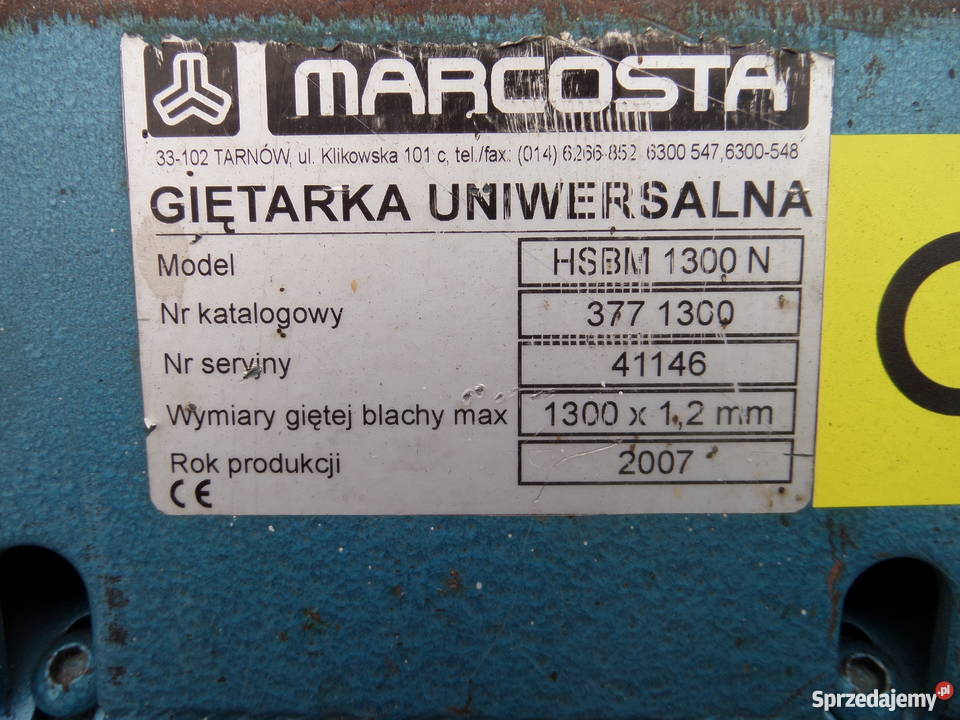 MARCOSTA
33-102 TARNÓW, ul. Klikowska 101 c, tel./fax.: (014) 6266-852, 6300 547, 6300-548
GIĘTARKA UNIWERSALNA
Model HSBM 1300 N
Nr katalogowy 377 1300
Nr seryjny 41146
Wymiary giętej blachy max 1300 x 1,2 mm
Rok produkcji 2007
CE
Sprzedajemy.pl